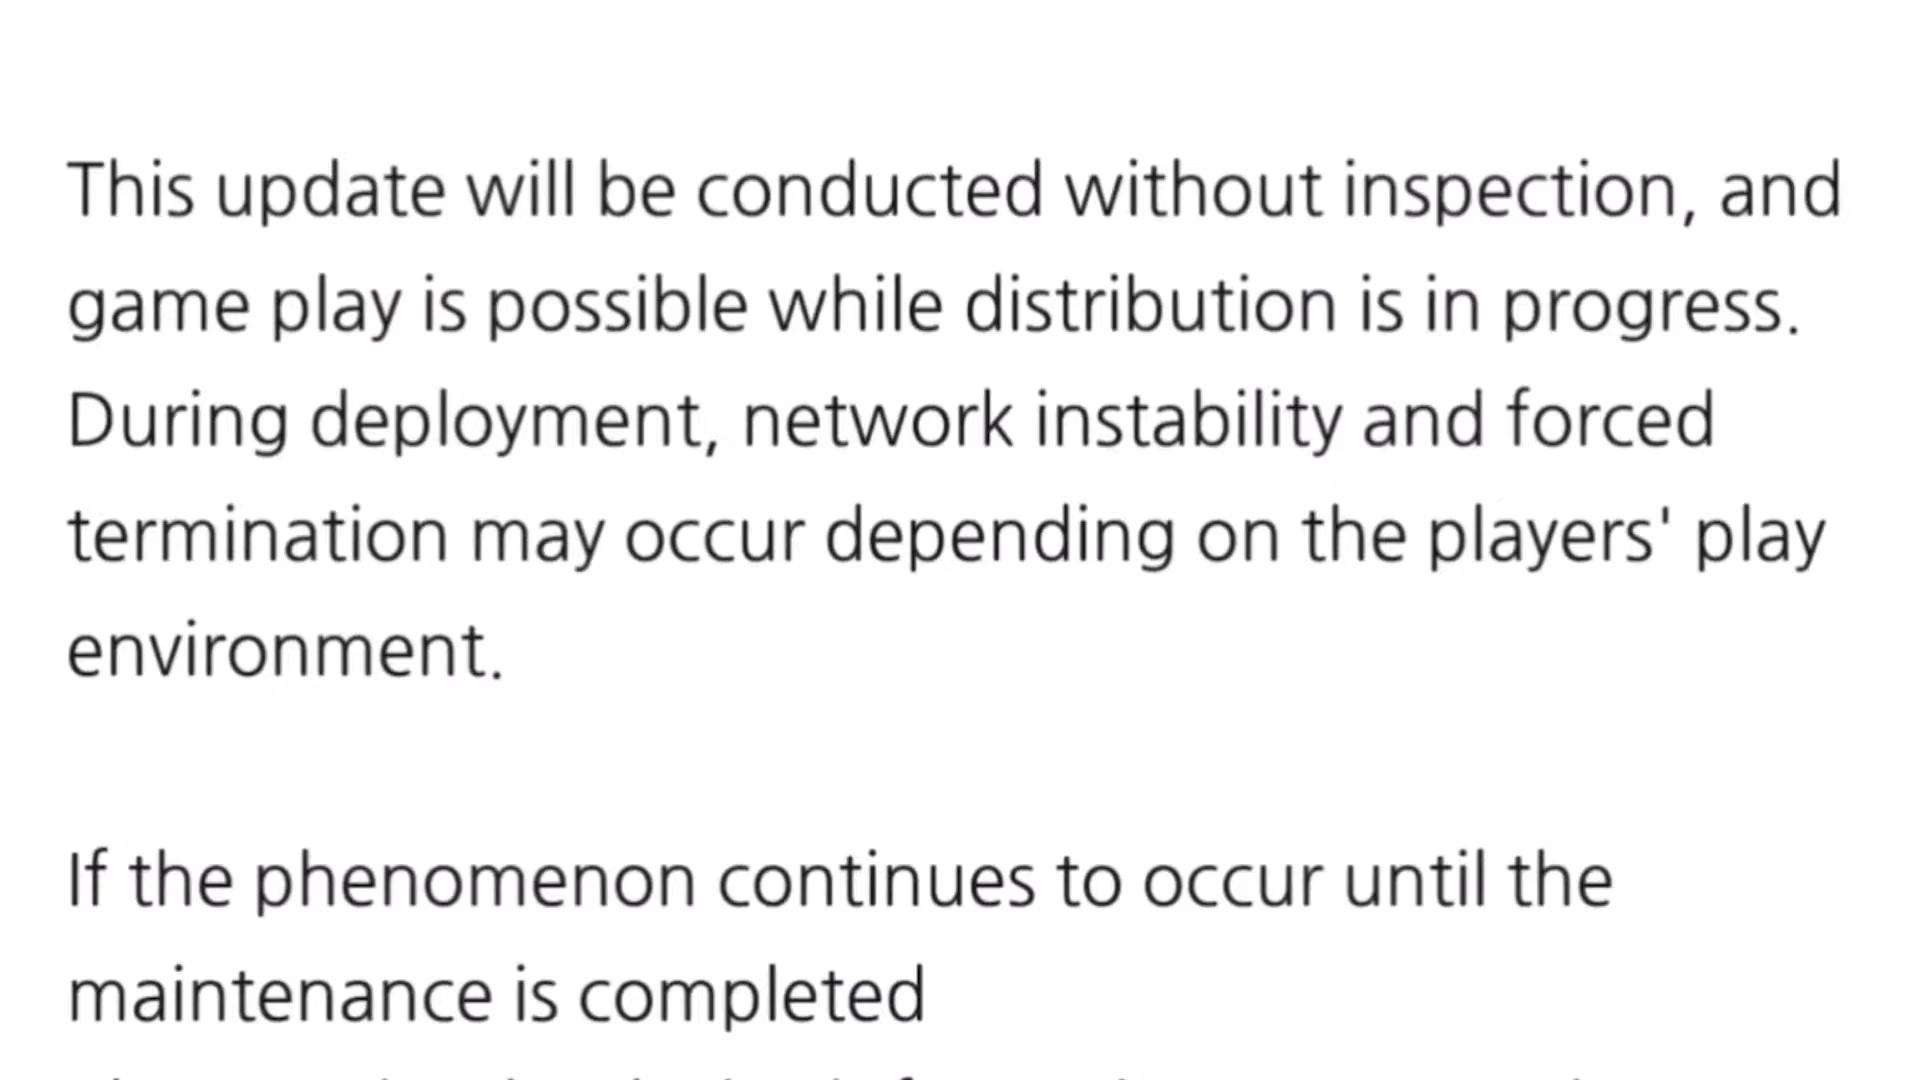 This update will be conducted without inspection, and
game play is possible while distribution is in progress.
During deployment, network instability and forced
termination may occur depending on the players' play
environment.
If the phenomenon continues to occur until the
maintenance is completed